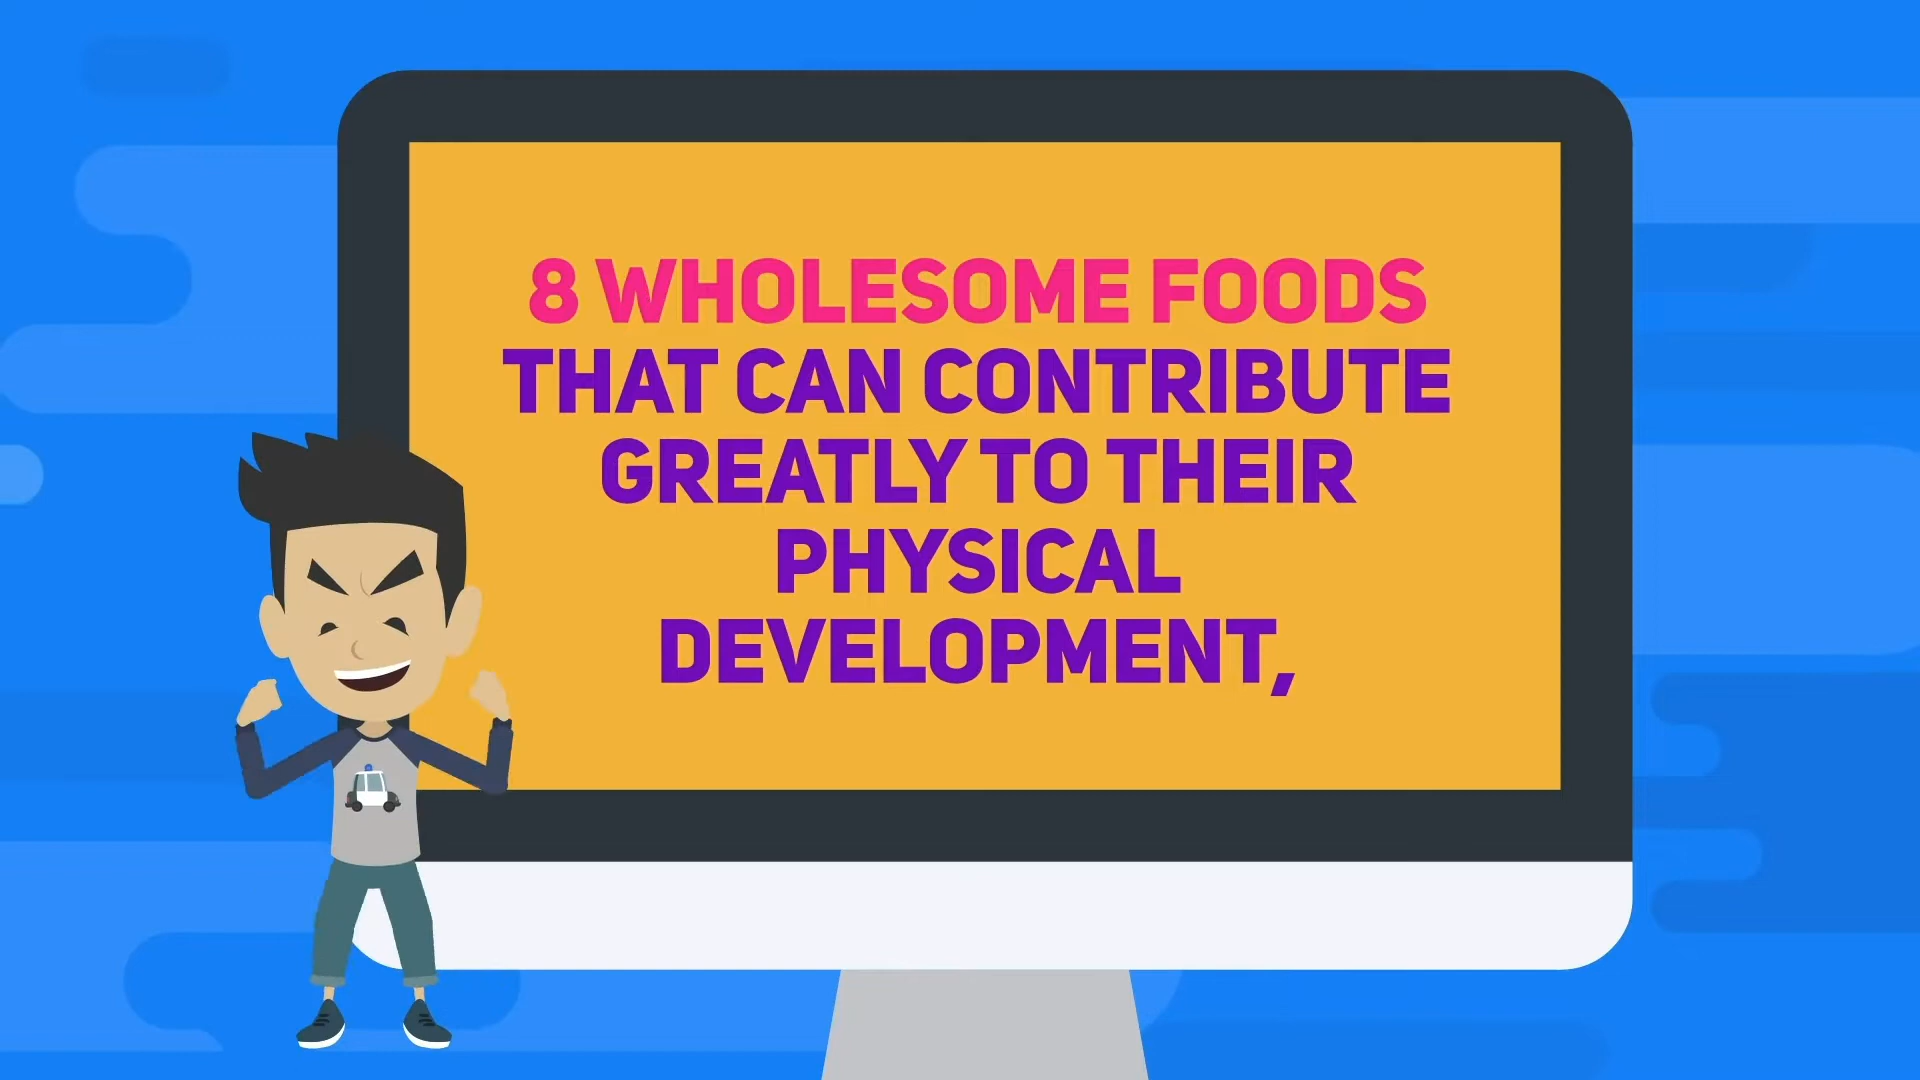 8 WHOLESOME FOODS
THAT CAN CONTRIBUTE
GREATLY TO THEIR
PHYSICAL
DEVELOPMENT,